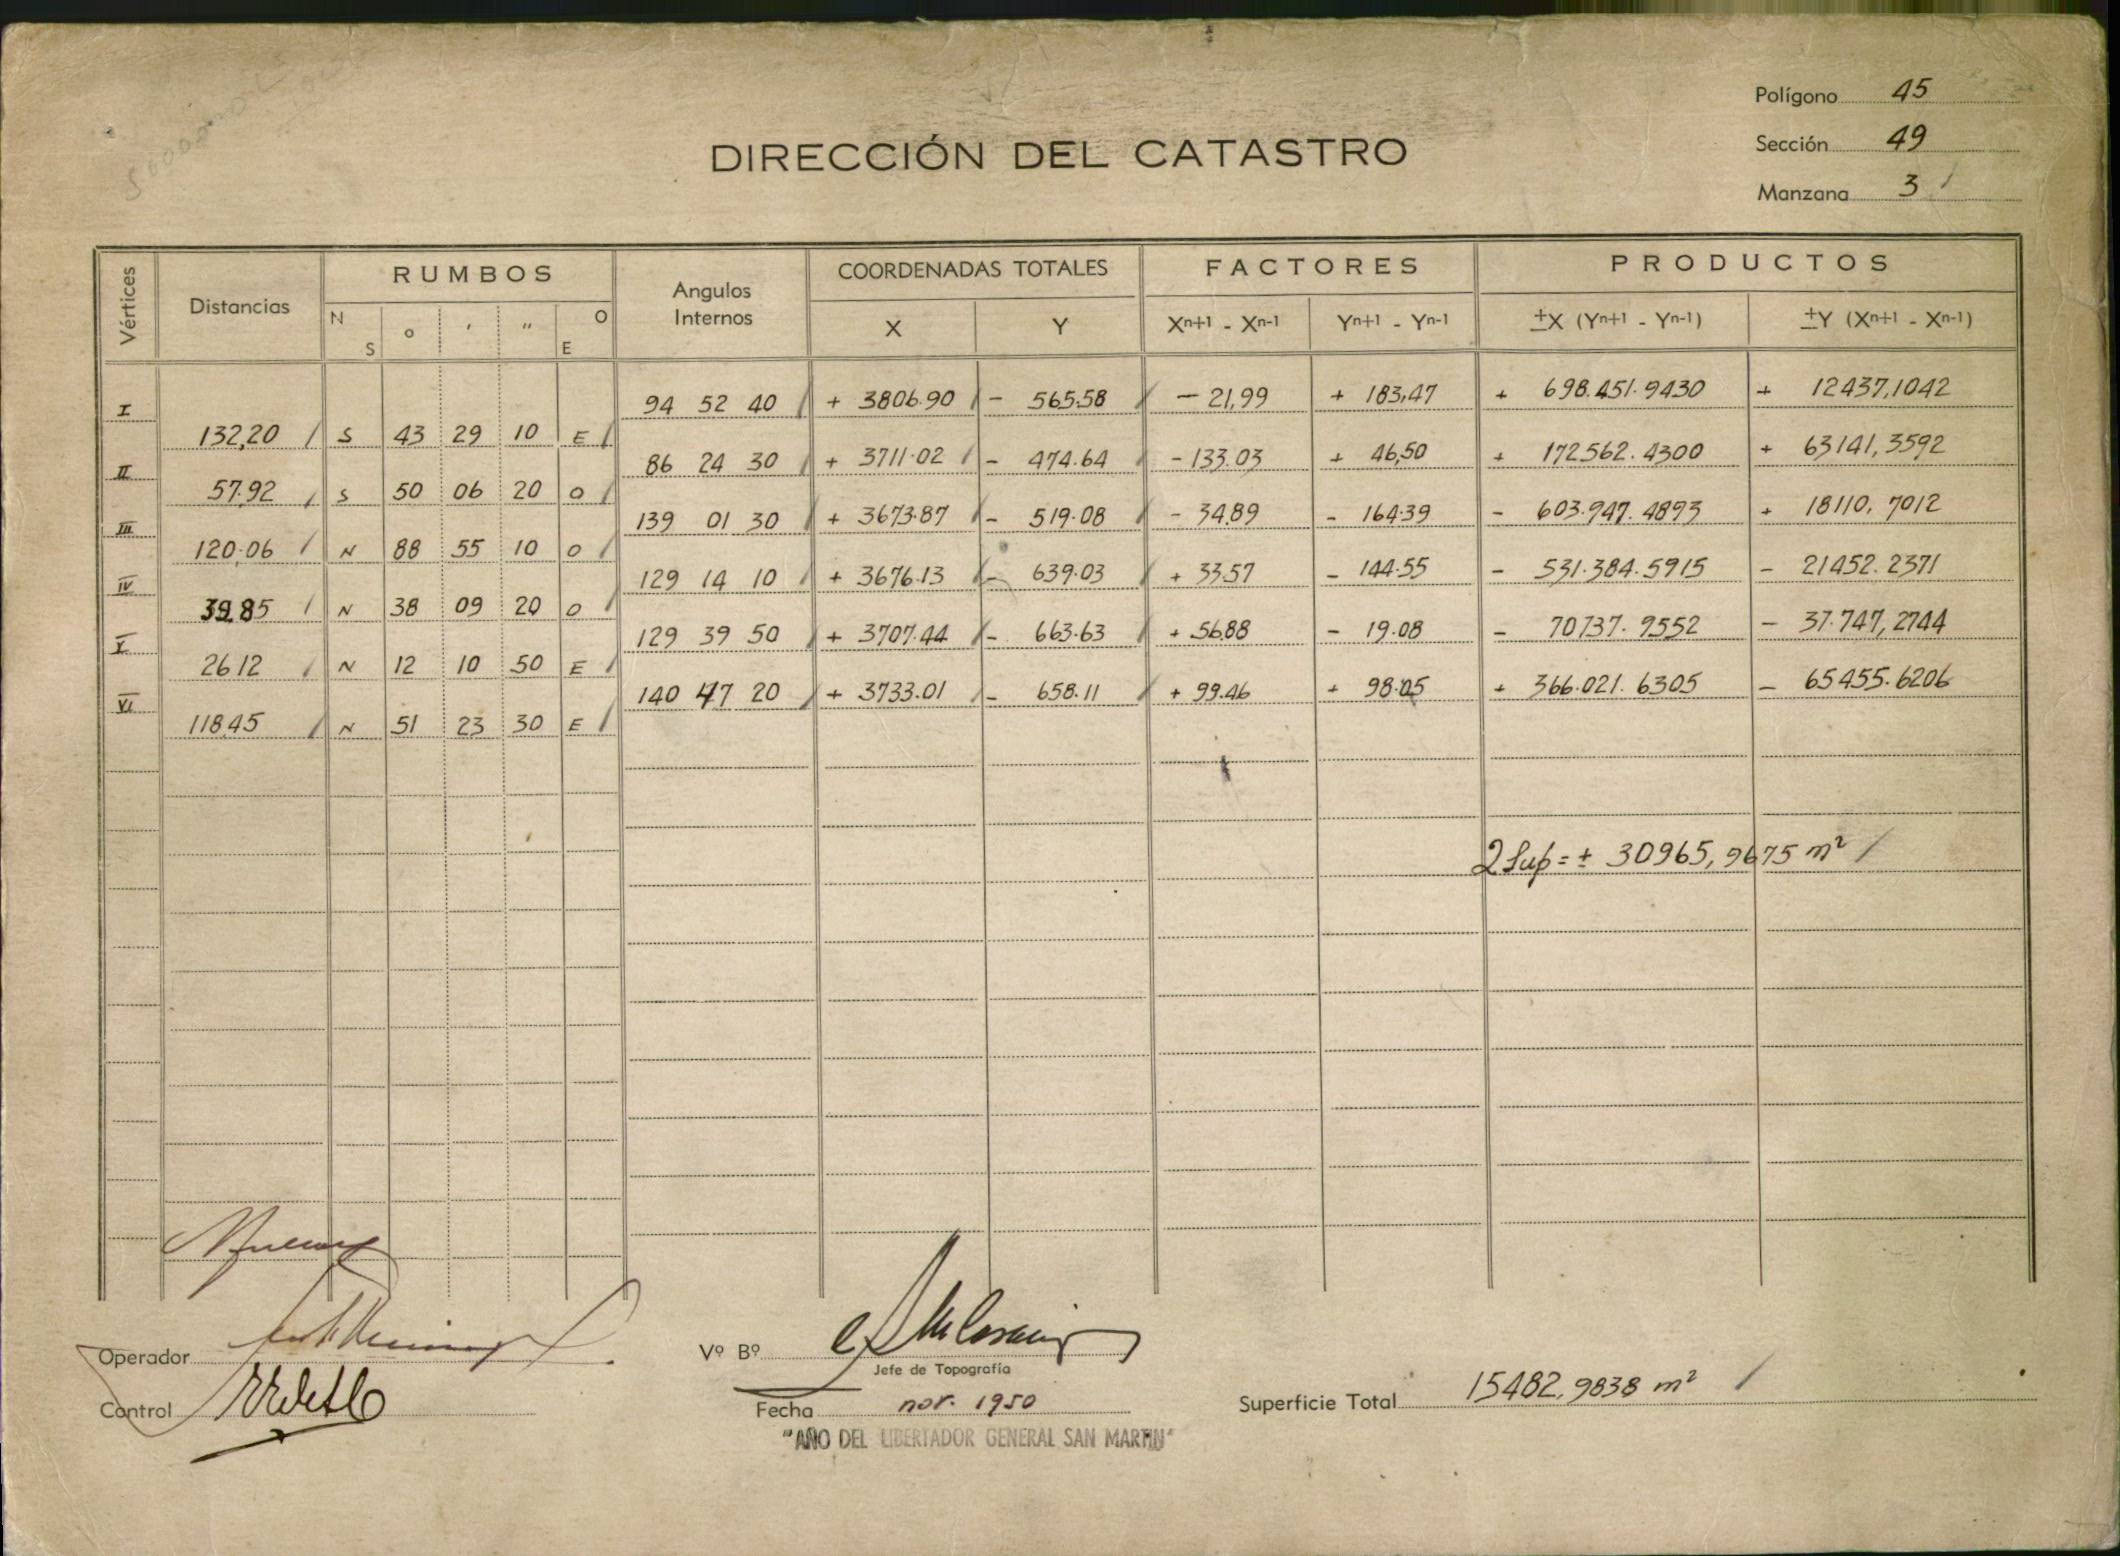 Polígono 45
DIRECCIÓN DEL CATASTRO
Sección 49
Manzana 3
Vértices Distancias RUMBOS N S o ' " O E Angulos Internos COORDENADAS TOTALES X Y FACTORES Xn+1 - Xn-1 Yn+1 - Yn-1 PRODUCTOS ±X (Yn+1 - Yn-1) ±Y (Xn+1 - Xn-1)
I 94 52 40 + 3806.90 - 565.58 - 21,99 + 183,47 + 698.451.9430 + 12437,1042
132,20 S 43 29 10 E
II 86 24 30 + 3711.02 - 474.64 - 133.03 + 46,50 + 172562.4300 + 63141,3592
57.92 S 50 06 20 O
III 139 01 30 + 3673.87 - 519.08 - 34.89 - 164.39 - 603.947.4893 + 18110,7012
120.06 N 88 55 10 O
IV 129 14 10 + 3676.13 - 639.03 + 33.57 - 144.55 - 531.384.5915 - 21452.2371
39.85 N 38 09 20 O
V 129 39 50 + 3707.44 - 663.63 + 56.88 - 19.08 - 70737.9552 - 37.747,2744
26 12 N 12 10 50 E
VI 140 47 20 + 3733.01 - 658.11 + 99.46 + 98.05 + 366.021.6305 - 65455.6206
118.45 N 51 23 30 E
2 Sup = ± 30965,9675 m²
Operador
Vº Bº
Jefe de Topografía
Control
Fecha nov. 1950
Superficie Total 15482,9838 m²
"AÑO DEL LIBERTADOR GENERAL SAN MARTIN"